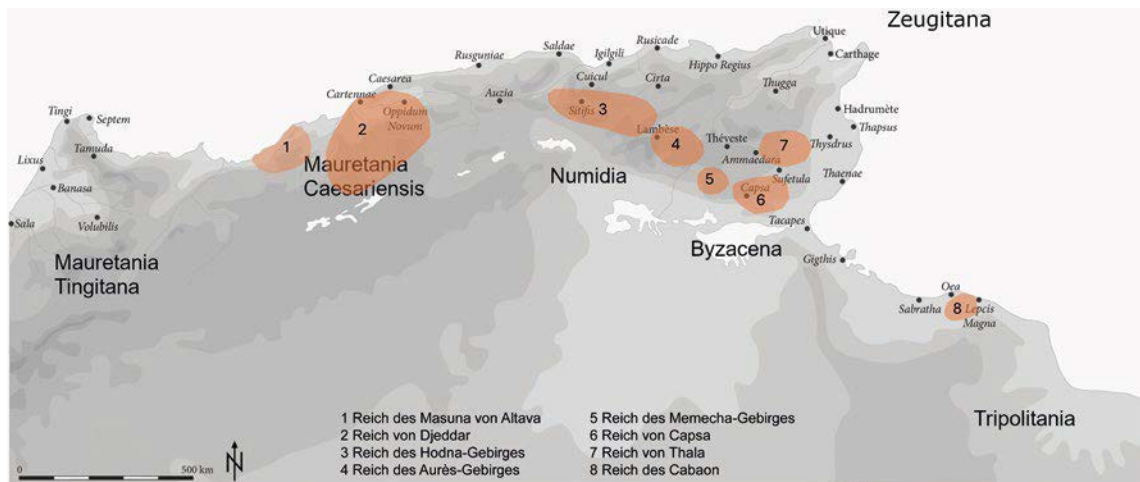 Zeugitana
Utique
Carthage
Rusicade
Saldae
Igilgili
Hippo Regius
Rusguniae
Cuicul
Cirta
Thugga
Caesarea
Cartennae
Oppidum
Novum
Auzia
Sitifis
3
Hadrumète
Thapsus
Tingi
Septem
2
Lambèse
4
Théveste
7
Thysdrus
Ammaedara
Tamuda
1
Mauretania
Caesariensis
Numidia
Lixus
Sufetula
Thaenae
5
Banasa
Capsa
6
Sala
Volubilis
Tacapes
Byzacena
Mauretania
Tingitana
Gigthis
Oea
Sabratha
8
Lepcis
Magna
Tripolitania
1 Reich des Masuna von Altava
2 Reich von Djeddar
3 Reich des Hodna-Gebirges
4 Reich des Aurès-Gebirges
5 Reich des Memecha-Gebirges
6 Reich von Capsa
7 Reich von Thala
8 Reich des Cabaon
0
500 km
N